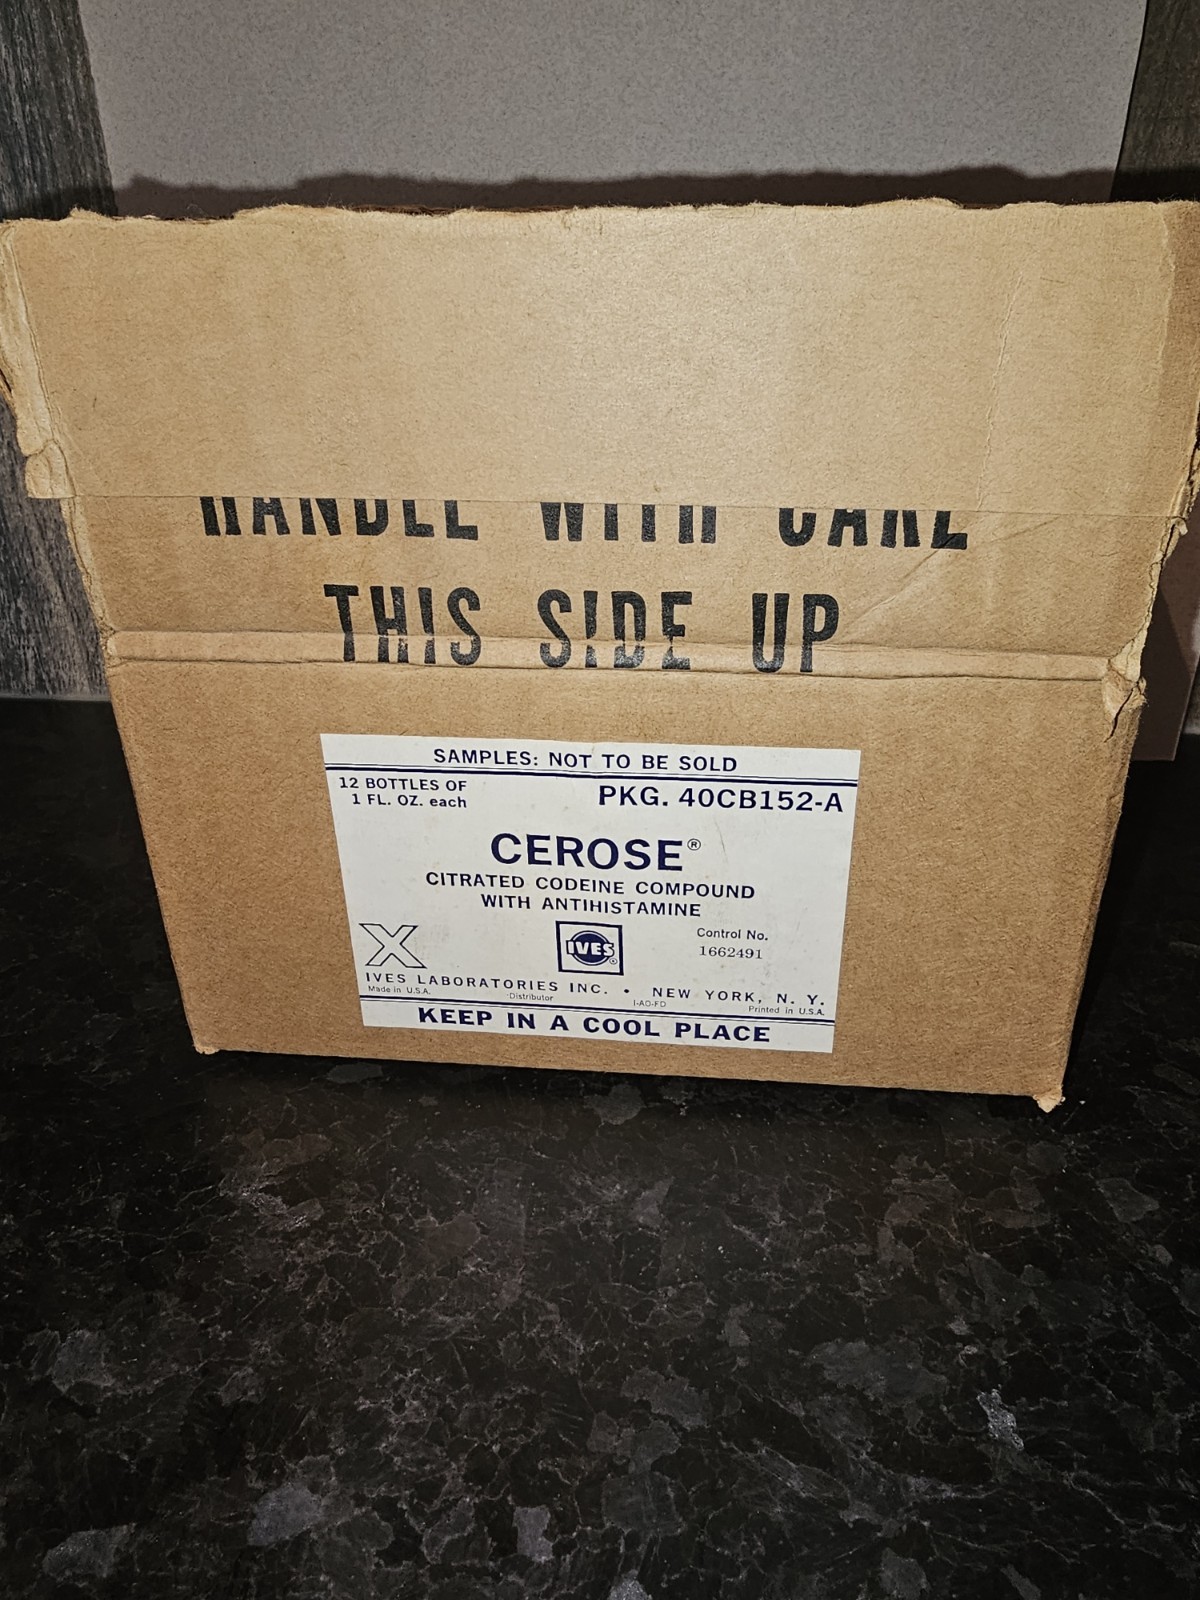 HANDLE WITH CARE
THIS SIDE UP
SAMPLES: NOT TO BE SOLD
12 BOTTLES OF
1 FL. OZ. each
PKG. 40CB152-A
CEROSE®
CITRATED CODEINE COMPOUND
WITH ANTIHISTAMINE
X
IVES®
Control No.
1662491
IVES LABORATORIES INC. • NEW YORK, N. Y.
Made in U.S.A. Distributor I-AO-FD Printed in U.S.A.
KEEP IN A COOL PLACE